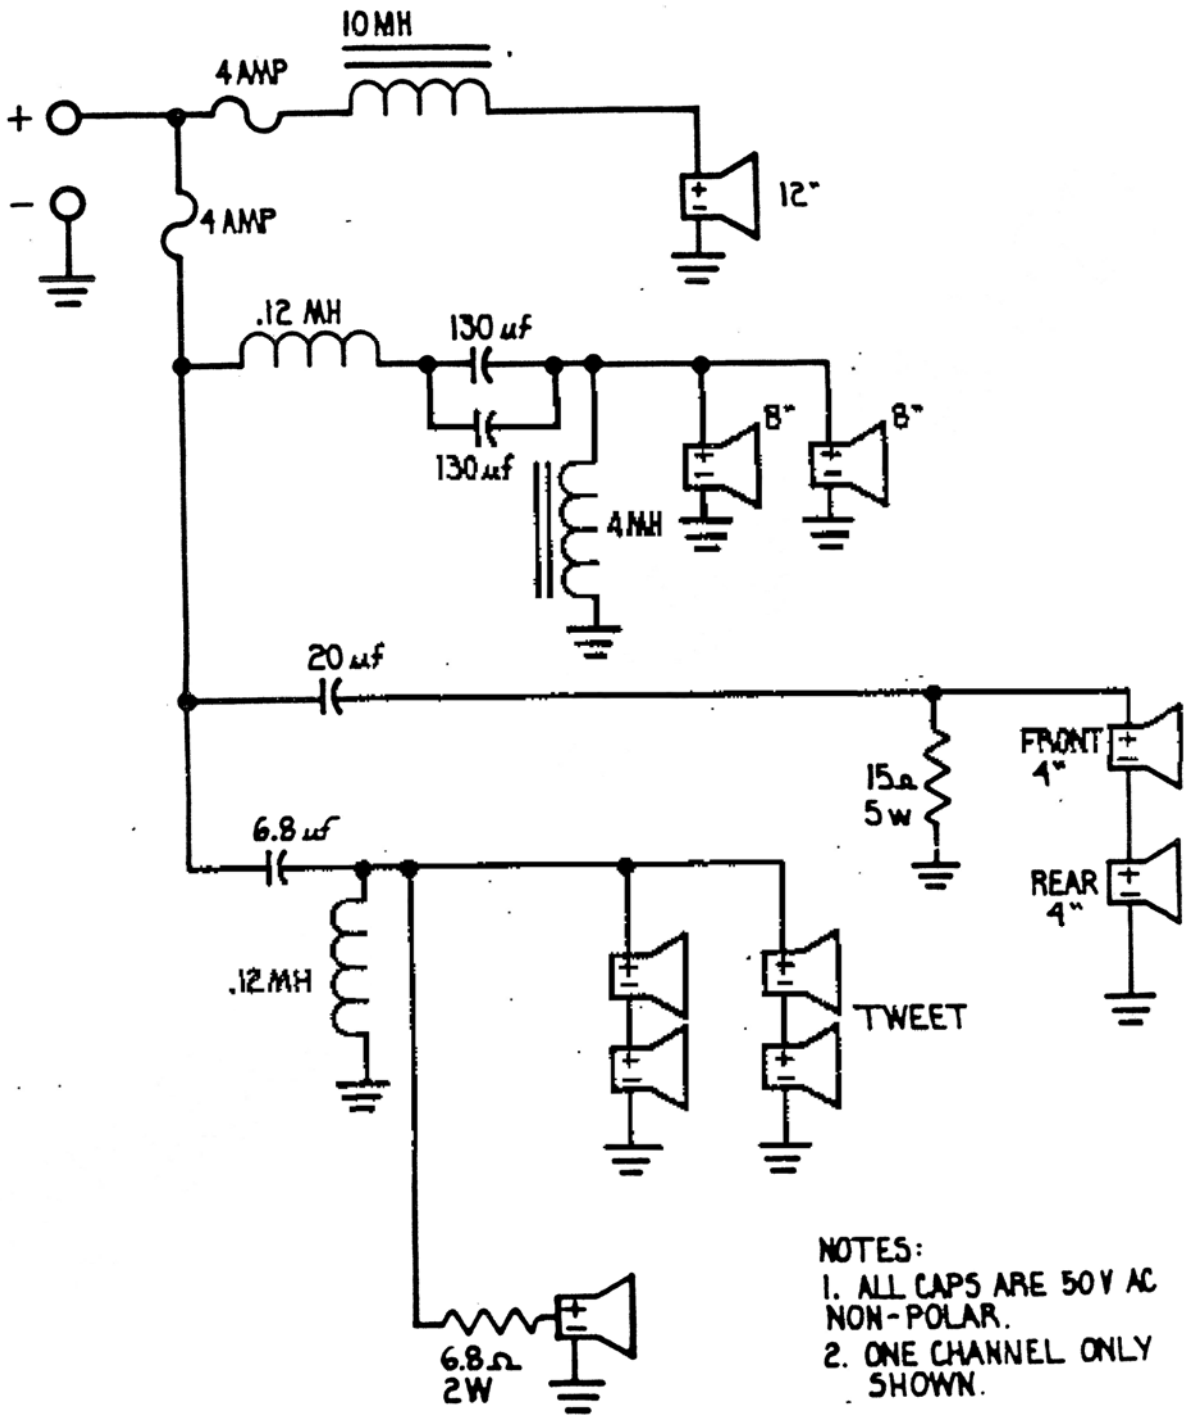 10 MH
4 AMP
+
-
4 AMP
+
-
12"
.12 MH
130 uf
130 uf
8"
8"
+
-
+
-
4 MH
20 uf
FRONT
4"
+
-
15Ω
5 W
6.8 uf
REAR
4"
+
-
.12 MH
+
-
+
-
TWEET
+
-
+
-
+
-
6.8 Ω
2W
NOTES:
1. ALL CAPS ARE 50 V AC
NON-POLAR.
2. ONE CHANNEL ONLY
SHOWN.